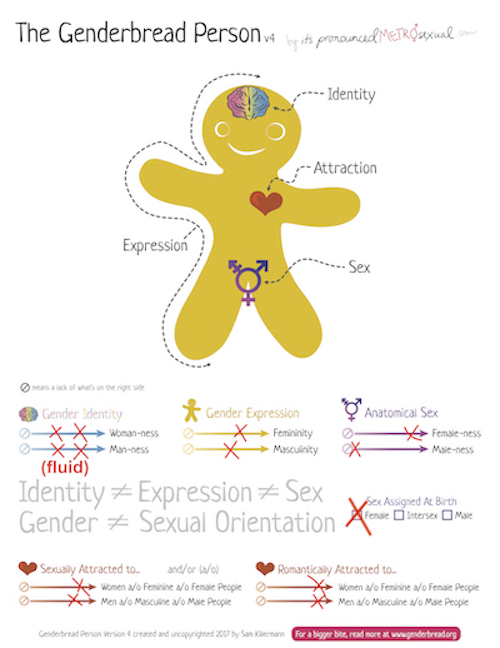 The Genderbread Person v4 by its pronounced METROsexual .com
Identity
Attraction
Expression
Sex
means a lack of what's on the right side
Gender Identity
Woman-ness
Man-ness
(fluid)
Gender Expression
Femininity
Masculinity
Anatomical Sex
Female-ness
Male-ness
Identity ≠ Expression ≠ Sex
Gender ≠ Sexual Orientation
Sex Assigned At Birth
Female Intersex Male
Sexually Attracted to... and/or (a/o)
Women a/o Feminine a/o Female People
Men a/o Masculine a/o Male People
Romantically Attracted to...
Women a/o Feminine a/o Female People
Men a/o Masculine a/o Male People
Genderbread Person Version 4 created and uncopyrighted 2017 by Sam Killermann
For a bigger bite, read more at www.genderbread.org